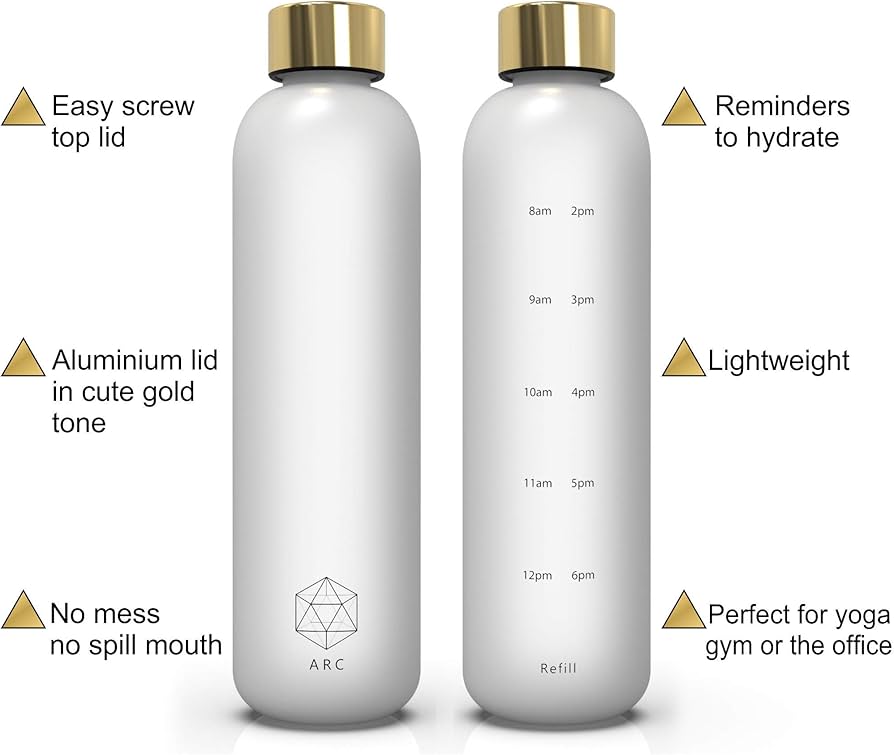 Easy screw
top lid
Aluminium lid
in cute gold
tone
No mess
no spill mouth
ARC
8am 2pm
9am 3pm
10am 4pm
11am 5pm
12pm 6pm
Refill
Reminders
to hydrate
Lightweight
Perfect for yoga
gym or the office